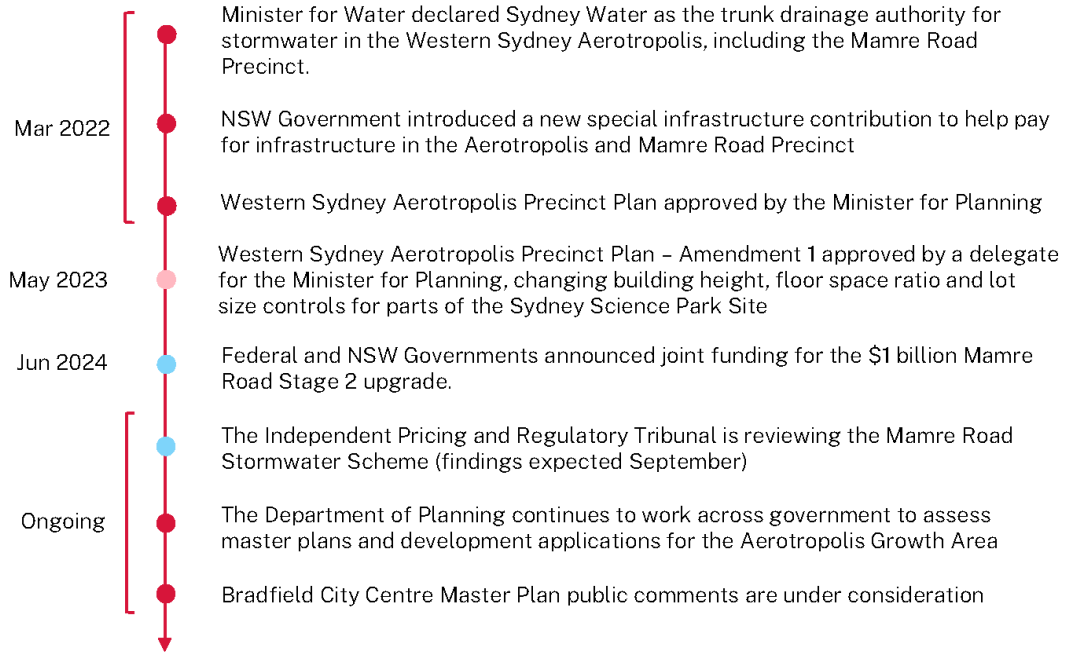 Minister for Water declared Sydney Water as the trunk drainage authority for
stormwater in the Western Sydney Aerotropolis, including the Mamre Road
Precinct.
Mar 2022
NSW Government introduced a new special infrastructure contribution to help pay
for infrastructure in the Aerotropolis and Mamre Road Precinct
Western Sydney Aerotropolis Precinct Plan approved by the Minister for Planning
May 2023
Western Sydney Aerotropolis Precinct Plan – Amendment 1 approved by a delegate
for the Minister for Planning, changing building height, floor space ratio and lot
size controls for parts of the Sydney Science Park Site
Jun 2024
Federal and NSW Governments announced joint funding for the $1 billion Mamre
Road Stage 2 upgrade.
Ongoing
The Independent Pricing and Regulatory Tribunal is reviewing the Mamre Road
Stormwater Scheme (findings expected September)
The Department of Planning continues to work across government to assess
master plans and development applications for the Aerotropolis Growth Area
Bradfield City Centre Master Plan public comments are under consideration